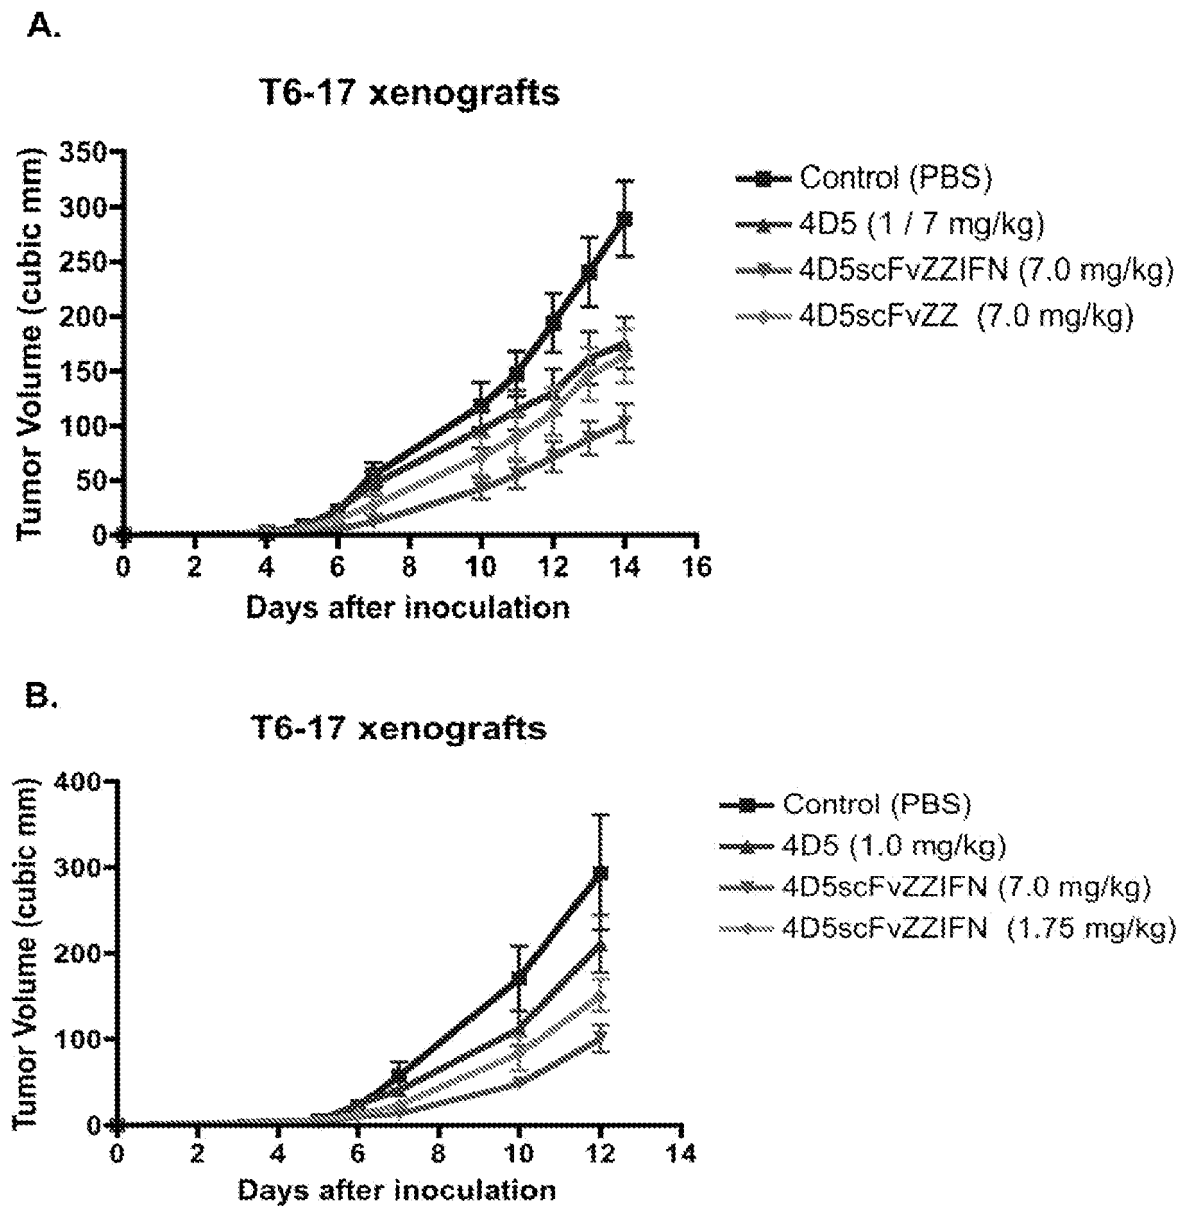 A.
T6-17 xenografts
Tumor Volume (cubic mm)
350
300
250
200
150
100
50
0
0 2 4 6 8 10 12 14 16
Days after inoculation
Control (PBS)
4D5 (1 / 7 mg/kg)
4D5scFvZZIFN (7.0 mg/kg)
4D5scFvZZ (7.0 mg/kg)
B.
T6-17 xenografts
Tumor Volume (cubic mm)
400
300
200
100
0
0 2 4 6 8 10 12 14
Days after inoculation
Control (PBS)
4D5 (1.0 mg/kg)
4D5scFvZZIFN (7.0 mg/kg)
4D5scFvZZIFN (1.75 mg/kg)